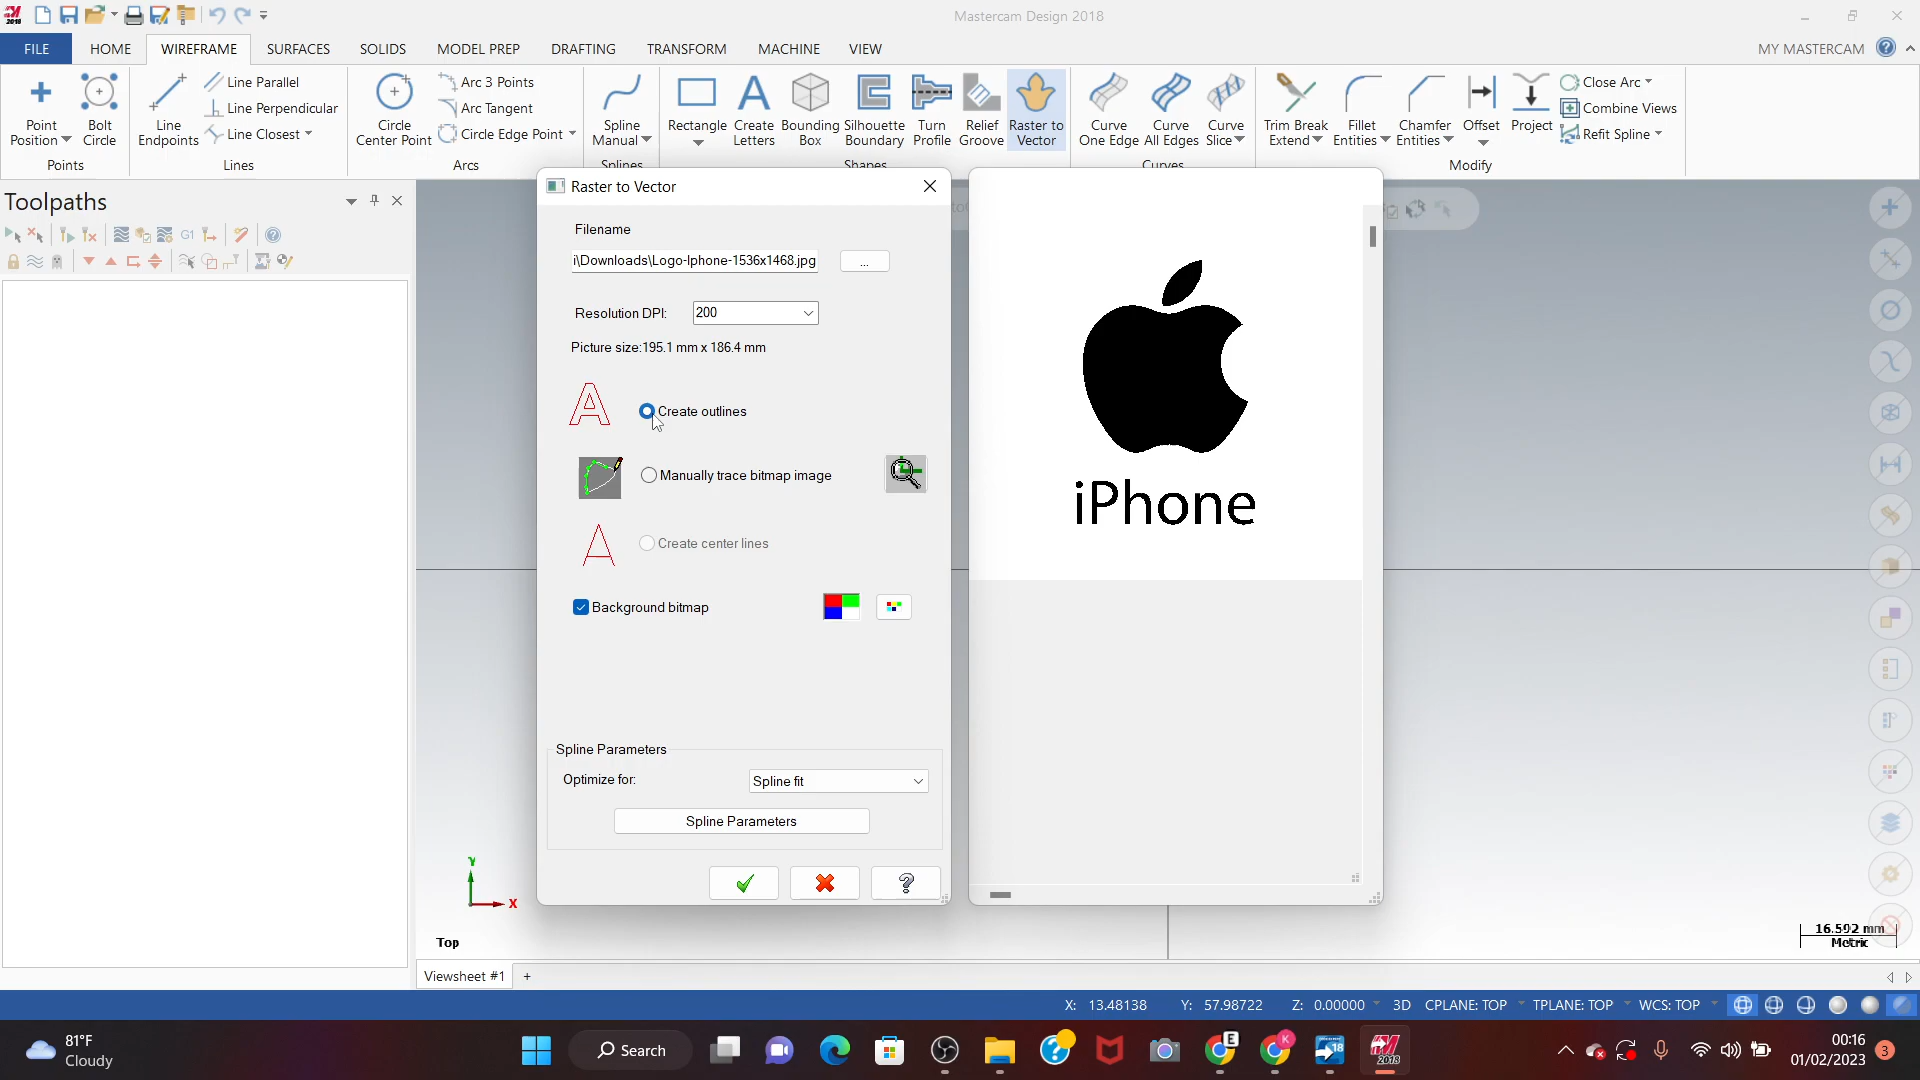 Mastercam Design 2018
FILE HOME WIREFRAME SURFACES SOLIDS MODEL PREP DRAFTING TRANSFORM MACHINE VIEW MY MASTERCAM
Point Position
Bolt Circle
Points
Line Endpoints
Line Parallel
Line Perpendicular
Line Closest
Lines
Circle Center Point
Arc 3 Points
Arc Tangent
Circle Edge Point
Arcs
Spline Manual
Splines
Rectangle
Create Letters
Bounding Box
Silhouette Boundary
Turn Profile
Relief Groove
Raster to Vector
Shapes
Curve One Edge
Curve All Edges
Curve Slice
Curves
Trim Break Extend
Fillet Entities
Chamfer Entities
Offset
Project
Close Arc
Combine Views
Refit Spline
Modify
Toolpaths
G1
Raster to Vector
Filename
i\Downloads\Logo-Iphone-1536x1468.jpg
...
Resolution DPI: 200
Picture size:195.1 mm x 186.4 mm
Create outlines
Manually trace bitmap image
Create center lines
Background bitmap
Spline Parameters
Optimize for: Spline fit
Spline Parameters
iPhone
Y
X
Top
16.592 mm
Metric
Viewsheet #1 +
X: 13.48138 Y: 57.98722 Z: 0.00000 3D CPLANE: TOP TPLANE: TOP WCS: TOP
81°F
Cloudy
Search
00:16
01/02/2023
3